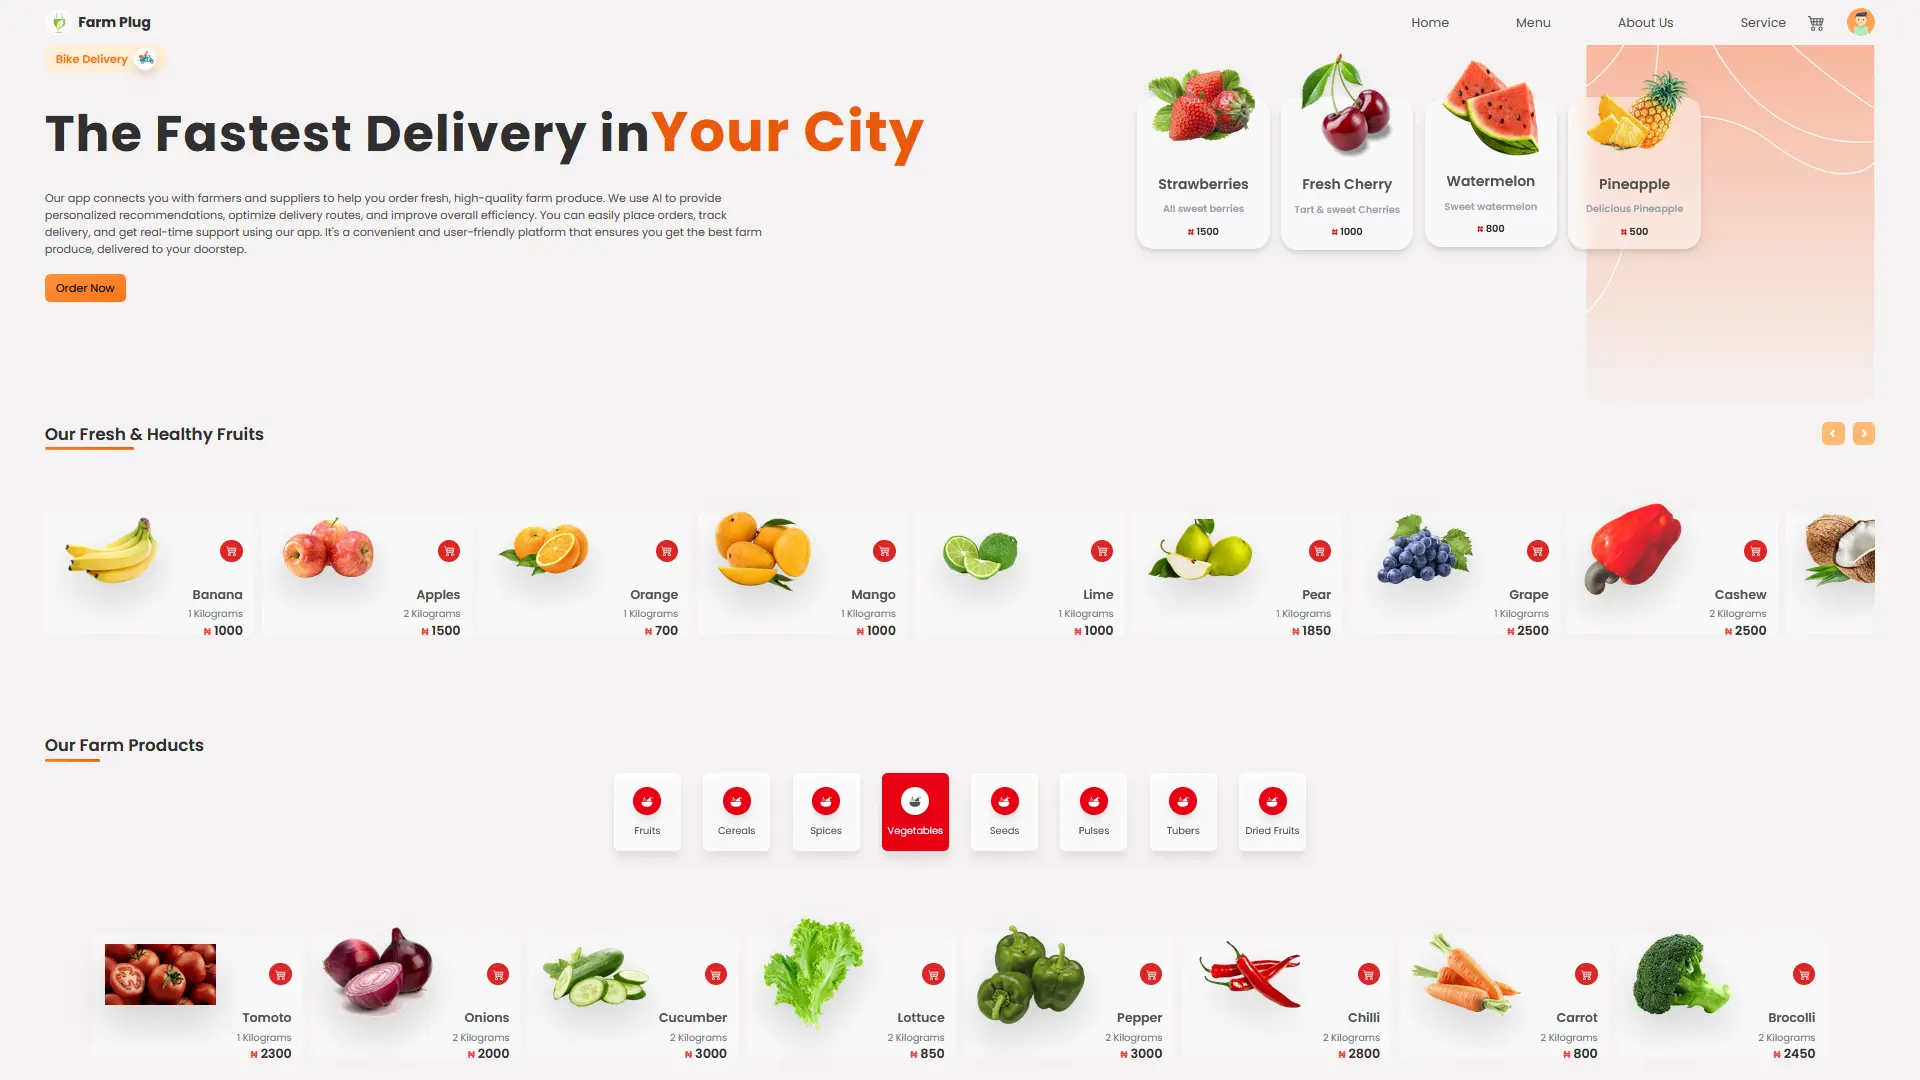 Farm Plug
Home
Menu
About Us
Service
Bike Delivery
The Fastest Delivery inYour City
Our app connects you with farmers and suppliers to help you order fresh, high-quality farm produce. We use AI to provide
personalized recommendations, optimize delivery routes, and improve overall efficiency. You can easily place orders, track
delivery, and get real-time support using our app. It's a convenient and user-friendly platform that ensures you get the best farm
produce, delivered to your doorstep.
Order Now
Strawberries
All sweet berries
₦ 1500
Fresh Cherry
Tart & sweet Cherries
₦ 1000
Watermelon
Sweet watermelon
₦ 800
Pineapple
Delicious Pineapple
₦ 500
Our Fresh & Healthy Fruits
Banana
1 Kilograms
₦ 1000
Apples
2 Kilograms
₦ 1500
Orange
1 Kilograms
₦ 700
Mango
1 Kilograms
₦ 1000
Lime
1 Kilograms
₦ 1000
Pear
1 Kilograms
₦ 1850
Grape
1 Kilograms
₦ 2500
Cashew
2 Kilograms
₦ 2500
Our Farm Products
Fruits
Cereals
Spices
Vegetables
Seeds
Pulses
Tubers
Dried Fruits
Tomoto
1 Kilograms
₦ 2300
Onions
2 Kilograms
₦ 2000
Cucumber
2 Kilograms
₦ 3000
Lottuce
2 Kilograms
₦ 850
Pepper
2 Kilograms
₦ 3000
Chilli
2 Kilograms
₦ 2800
Carrot
2 Kilograms
₦ 800
Brocolli
2 Kilograms
₦ 2450